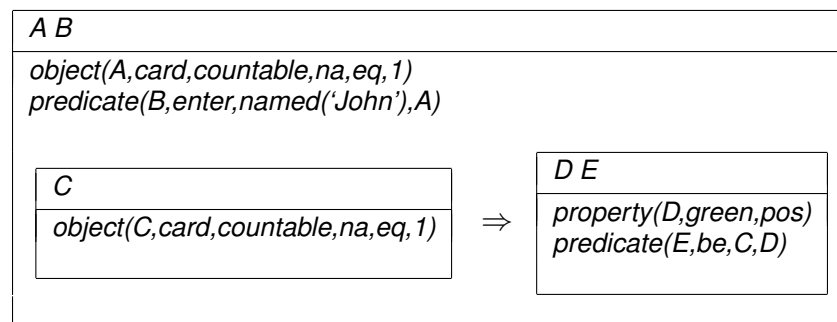 A B
object(A,card,countable,na,eq,1)
predicate(B,enter,named(‘John’),A)
C
object(C,card,countable,na,eq,1)
⇒
D E
property(D,green,pos)
predicate(E,be,C,D)